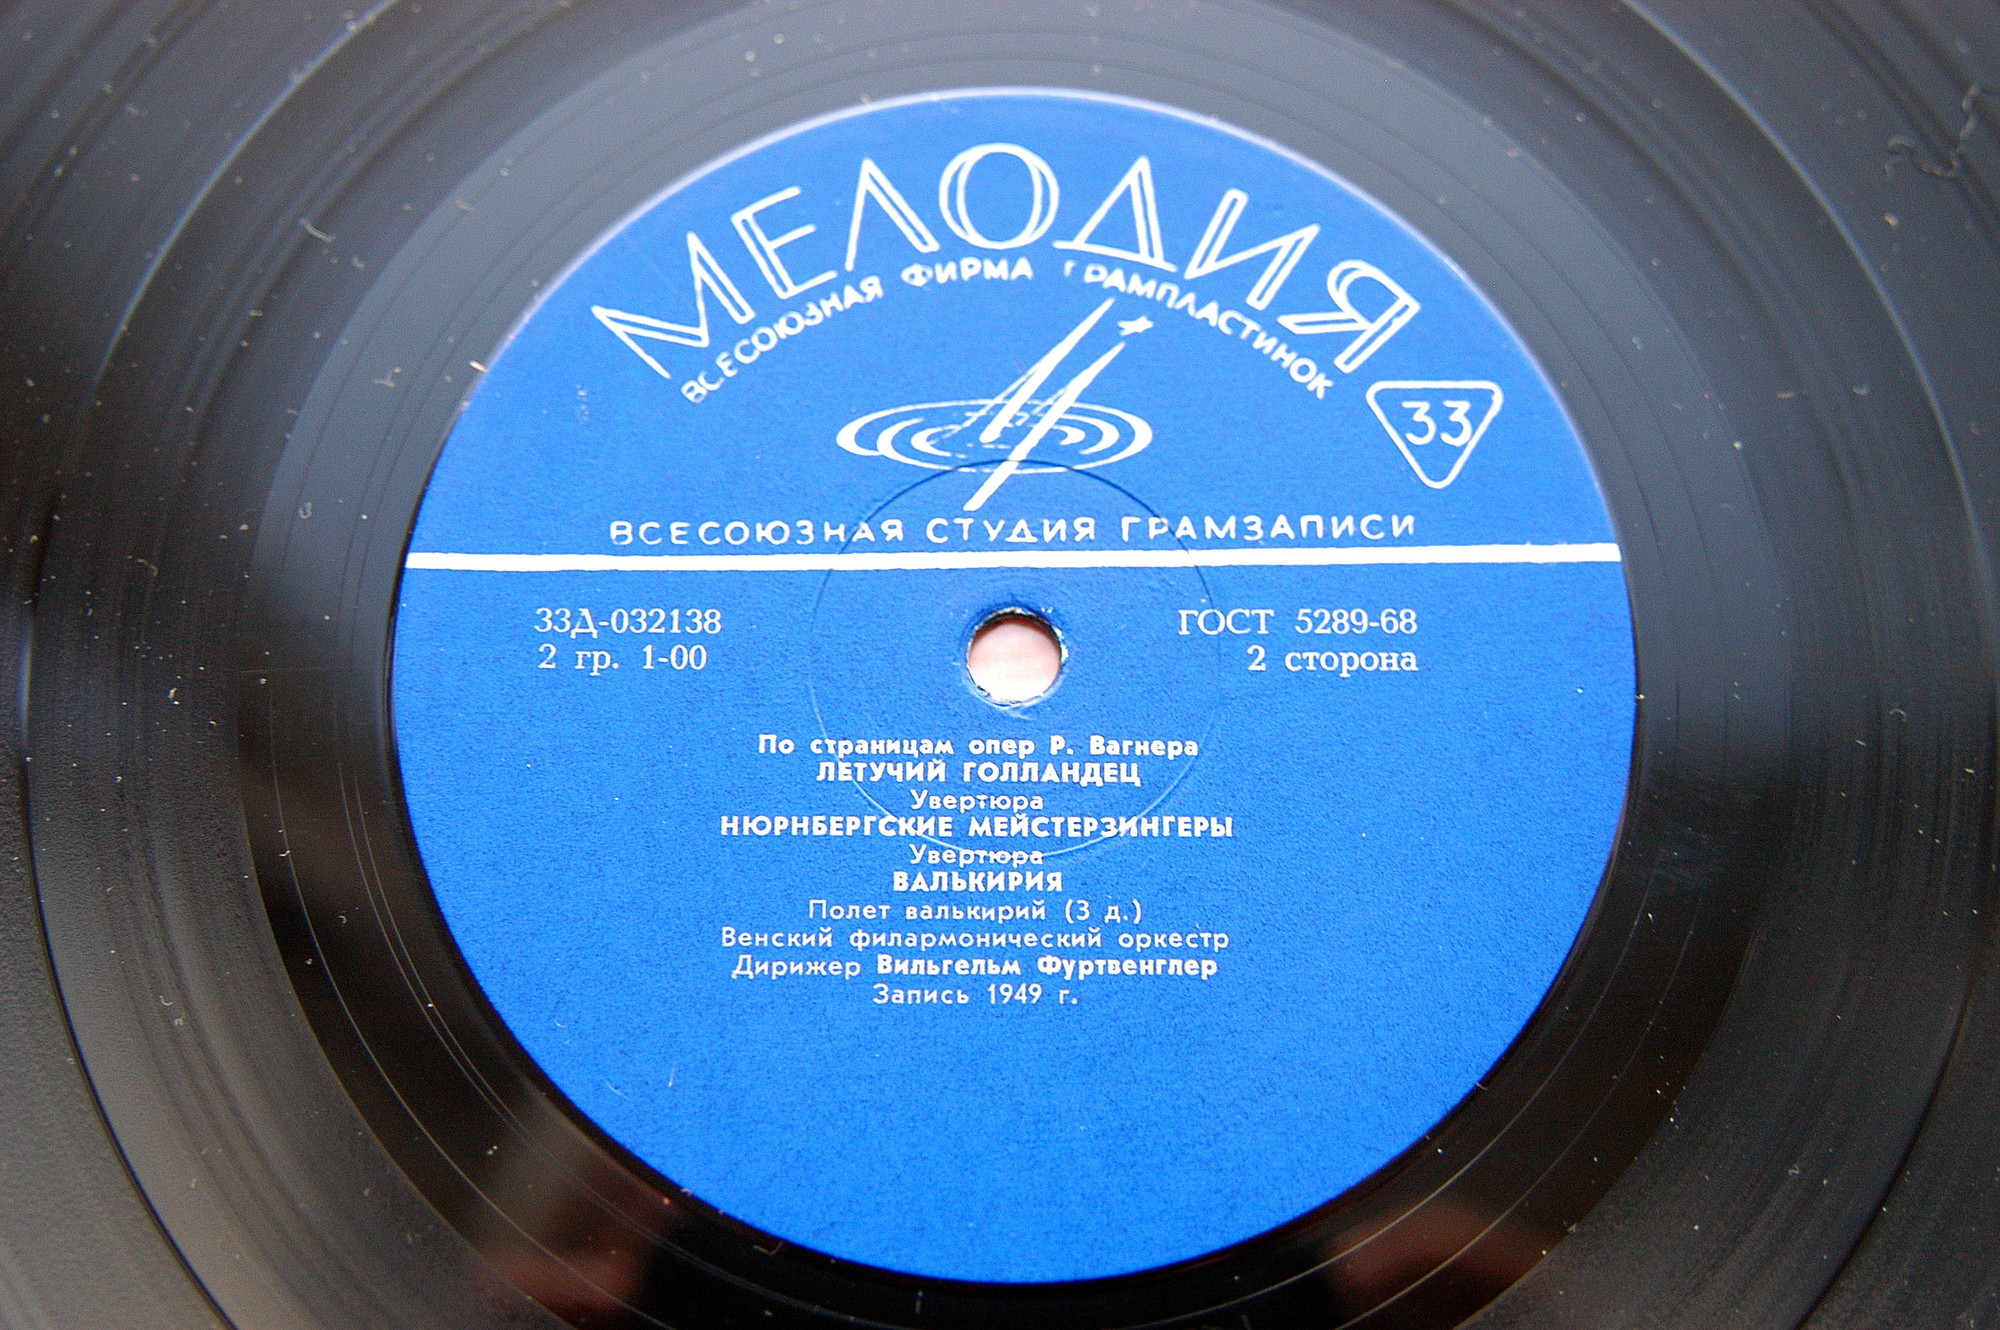 МЕЛОДИЯ
ВСЕСОЮЗНАЯ ФИРМА ГРАМПЛАСТИНОК
33
ВСЕСОЮЗНАЯ СТУДИЯ ГРАМЗАПИСИ
33Д-032138
ГОСТ 5289-68
2 гр. 1-00
2 сторона
По страницам опер Р. Вагнера
ЛЕТУЧИЙ ГОЛЛАНДЕЦ
Увертюра
НЮРНБЕРГСКИЕ МЕЙСТЕРЗИНГЕРЫ
Увертюра
ВАЛЬКИРИЯ
Полет валькирий (3 д.)
Венский филармонический оркестр
Дирижер Вильгельм Фуртвенглер
Запись 1949 г.